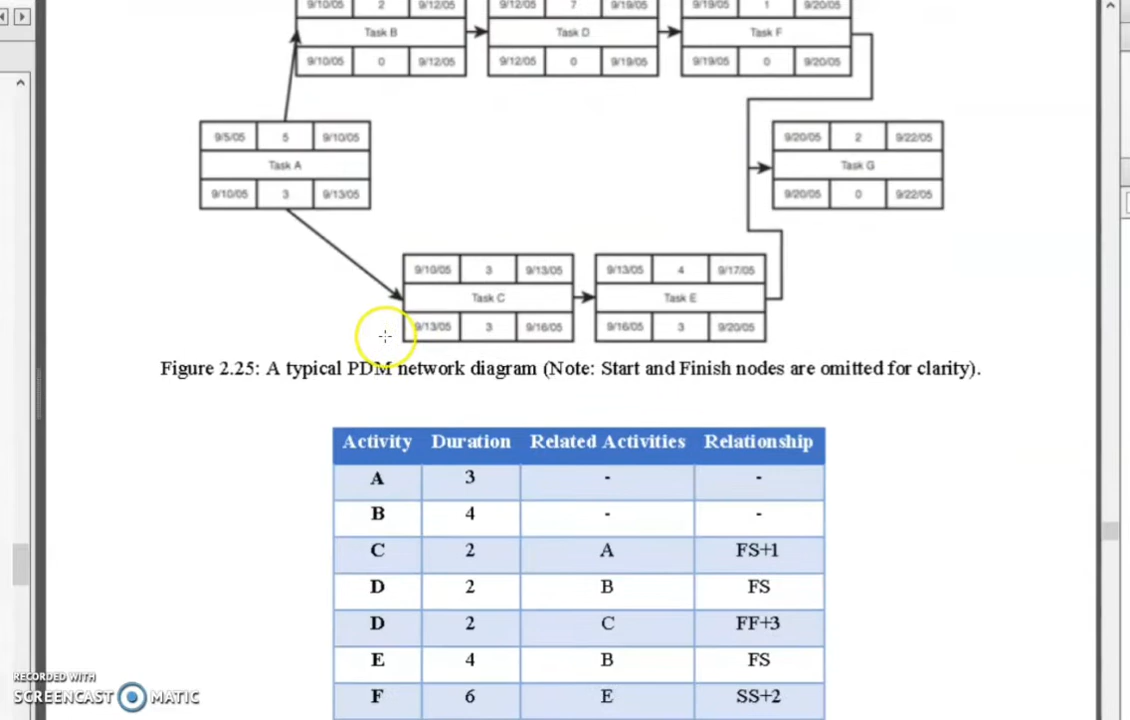 9/10/05 2 9/12/05 9/12/05 7 9/19/05 9/19/05 1 9/20/05
Task B Task D Task F
9/10/05 0 9/12/05 9/12/05 0 9/19/05 9/19/05 0 9/20/05
9/5/05 5 9/10/05 9/20/05 2 9/22/05
Task A Task G
9/10/05 3 9/13/05 9/20/05 0 9/22/05
9/10/05 3 9/13/05 9/13/05 4 9/17/05
Task C Task E
9/13/05 3 9/16/05 9/16/05 3 9/20/05
Figure 2.25: A typical PDM network diagram (Note: Start and Finish nodes are omitted for clarity).
Activity Duration Related Activities Relationship
A 3 - -
B 4 - -
C 2 A FS+1
D 2 B FS
D 2 C FF+3
E 4 B FS
F 6 E SS+2
RECORDED WITH
SCREENCAST MATIC